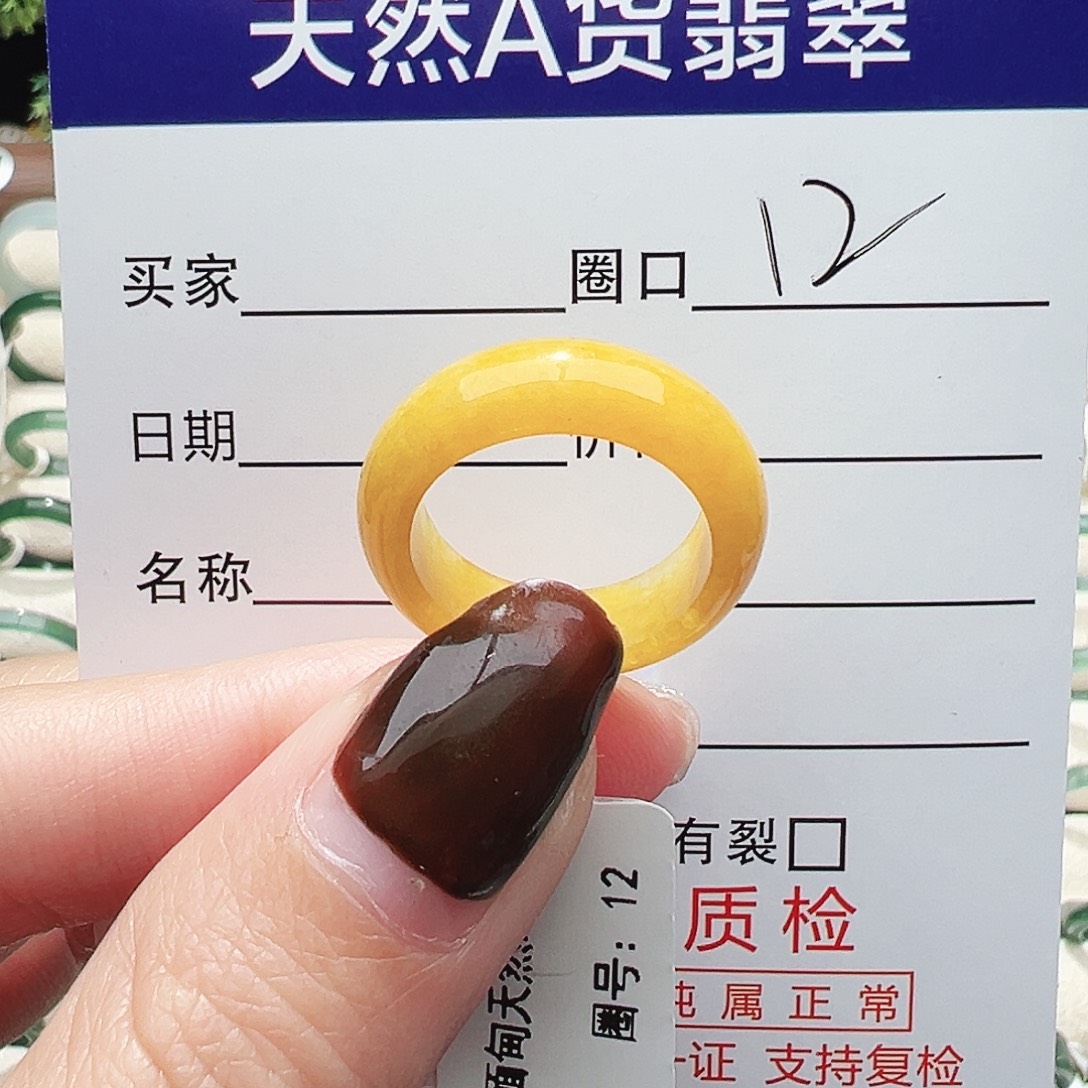 天然A货翡翠
买家 圈口 12
日期
名称
有裂□
质检
属正常
证 支持复检
圈号：12
缅甸天然